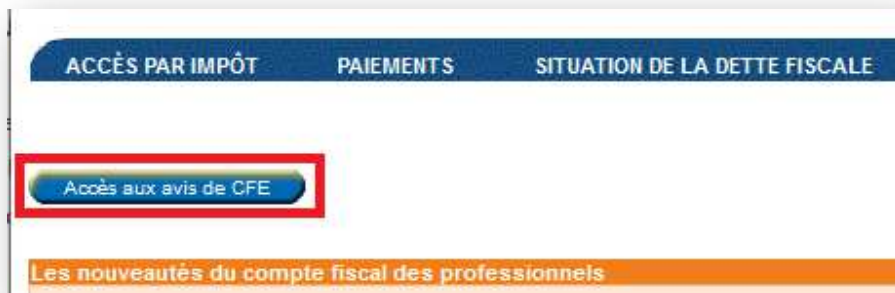 ACCÈS PAR IMPÔT PAIEMENTS SITUATION DE LA DETTE FISCALE
Accès aux avis de CFE
Les nouveautés du compte fiscal des professionnels